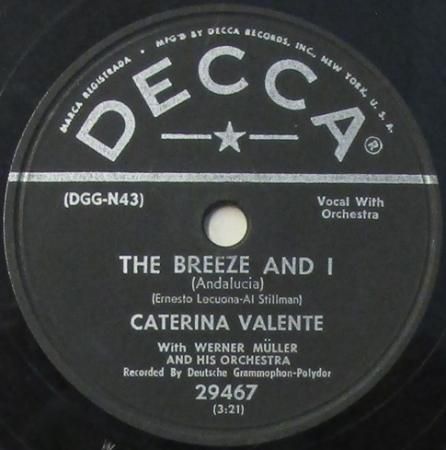 MARCA REGISTRADA • MFG'D BY DECCA RECORDS, INC., NEW YORK, U. S. A.
DECCA®
(DGG-N43)
Vocal With
Orchestra
THE BREEZE AND I
(Andalucia)
(Ernesto Lecuona-Al Stillman)
CATERINA VALENTE
With WERNER MÜLLER
AND HIS ORCHESTRA
Recorded By Deutsche Grammophon-Polydor
29467
(3:21)